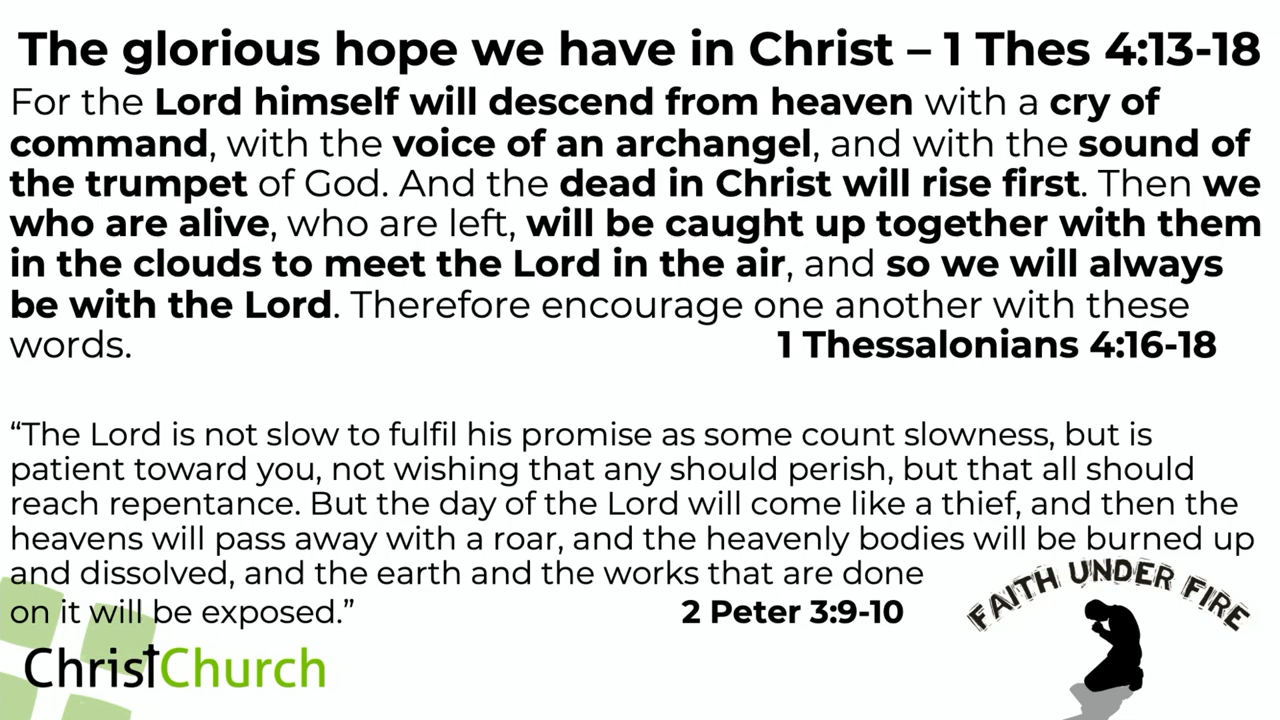 The glorious hope we have in Christ – 1 Thes 4:13-18
For the Lord himself will descend from heaven with a cry of
command, with the voice of an archangel, and with the sound of
the trumpet of God. And the dead in Christ will rise first. Then we
who are alive, who are left, will be caught up together with them
in the clouds to meet the Lord in the air, and so we will always
be with the Lord. Therefore encourage one another with these
words. 1 Thessalonians 4:16-18
“The Lord is not slow to fulfil his promise as some count slowness, but is
patient toward you, not wishing that any should perish, but that all should
reach repentance. But the day of the Lord will come like a thief, and then the
heavens will pass away with a roar, and the heavenly bodies will be burned up
and dissolved, and the earth and the works that are done
on it will be exposed.” 2 Peter 3:9-10
FAITH UNDER FIRE
ChristChurch